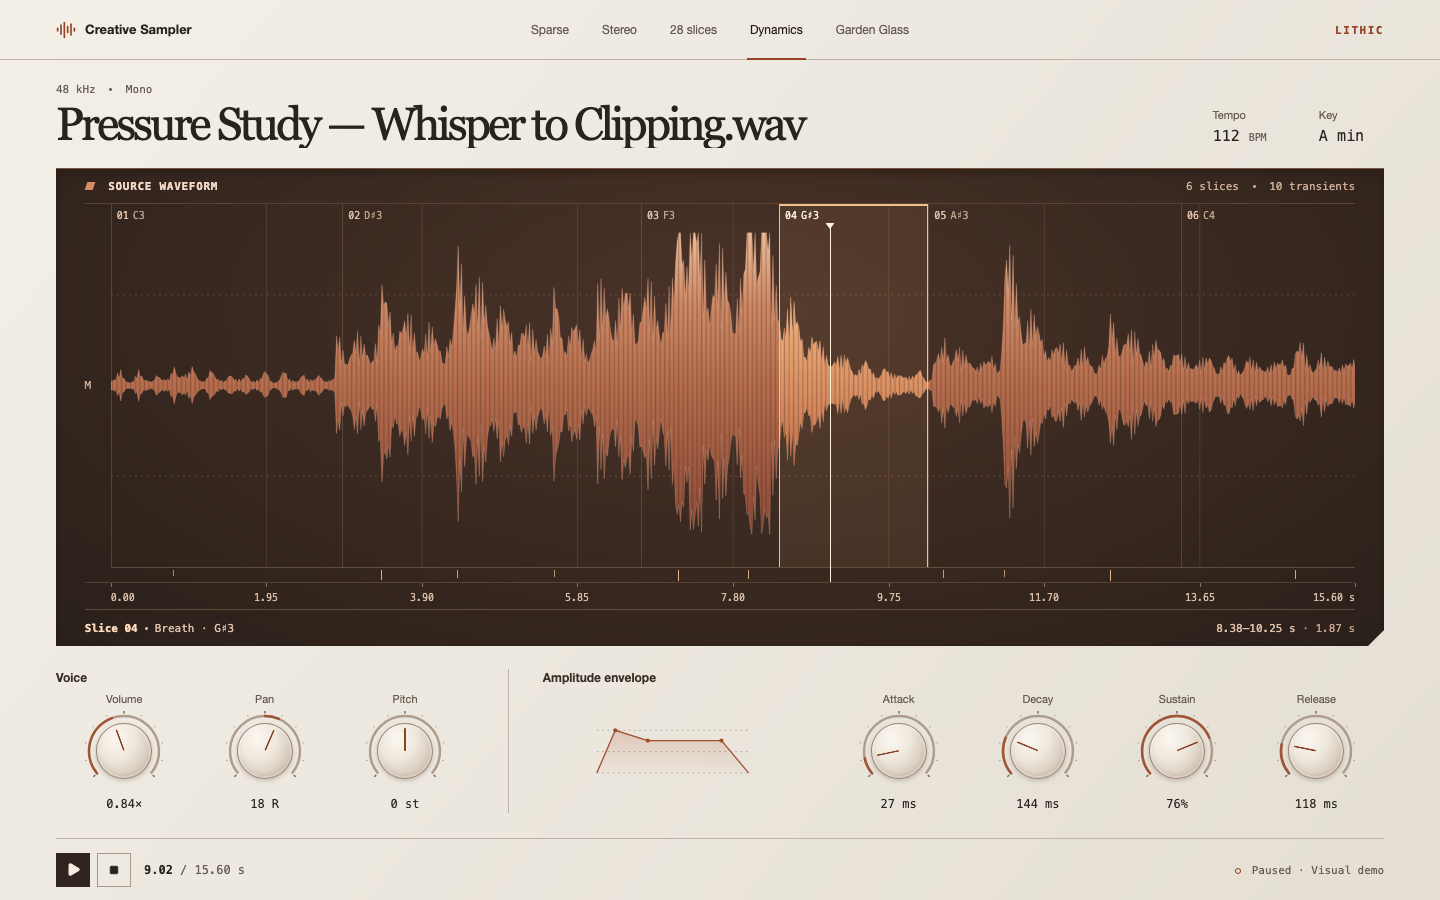 Creative Sampler
Sparse Stereo 28 slices Dynamics Garden Glass
LITHIC
48 kHz • Mono
Pressure Study — Whisper to Clipping.wav
Tempo
112 BPM
Key
A min
SOURCE WAVEFORM
6 slices • 10 transients
01 C3 02 D♯3 03 F3 04 G♯3 05 A♯3 06 C4
M
0.00 1.95 3.90 5.85 7.80 9.75 11.70 13.65 15.60 s
Slice 04 • Breath · G♯3
8.38–10.25 s · 1.87 s
Voice
Volume Pan Pitch
0.84× 18 R 0 st
Amplitude envelope
Attack Decay Sustain Release
27 ms 144 ms 76% 118 ms
9.02 / 15.60 s
Paused · Visual demo